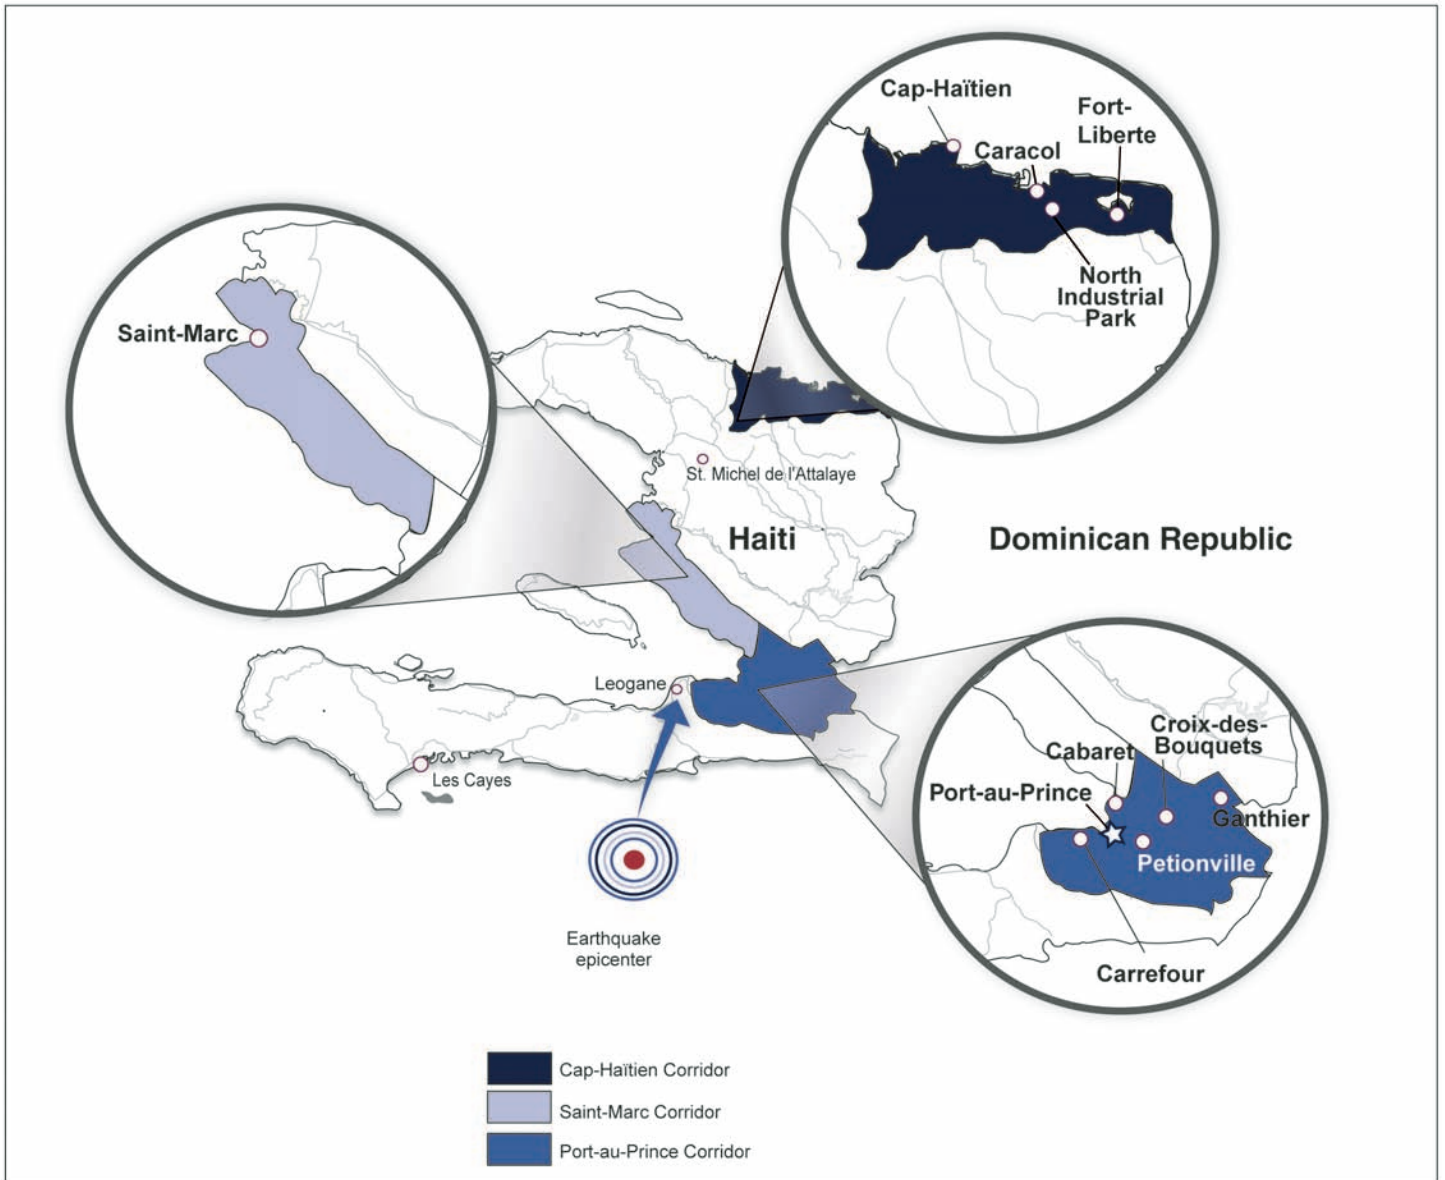 Cap-Haïtien
Fort-
Liberte
Caracol
North
Industrial
Park
Saint-Marc
St. Michel de l'Attalaye
Haiti
Dominican Republic
Leogane
Les Cayes
Croix-des-
Bouquets
Cabaret
Port-au-Prince
Ganthier
Petionville
Carrefour
Earthquake
epicenter
Cap-Haïtien Corridor
Saint-Marc Corridor
Port-au-Prince Corridor